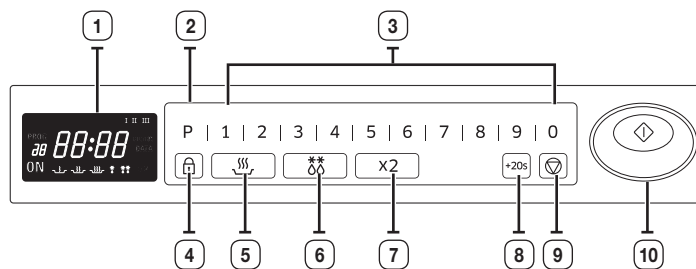 1 2 3
I II III
PROG
88 88:88
P | 1 | 2 | 3 | 4 | 5 | 6 | 7 | 8 | 9 | 0
ON
X2 +20s
4 5 6 7 8 9 10